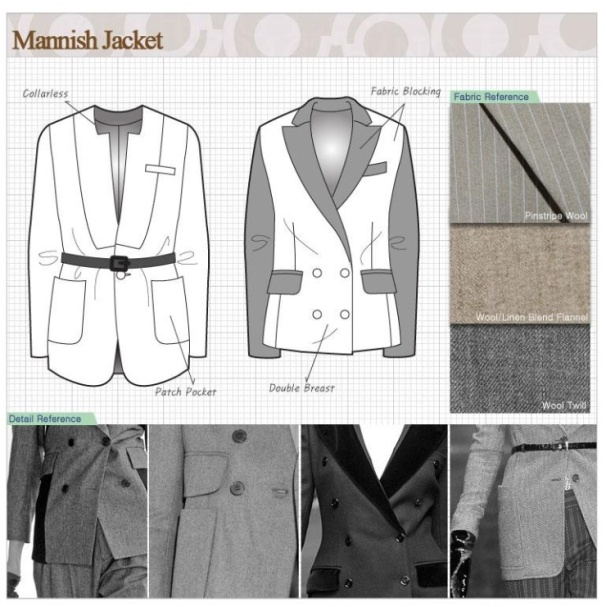 Mannish Jacket
Collarless
Fabric Blocking
Fabric Reference
Pinstripe Wool
Wool/Linen Blend Flannel
Wool Twill
Patch Pocket
Double Breast
Detail Reference